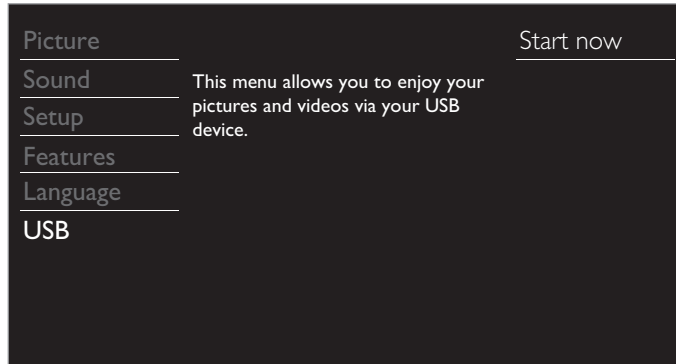 Picture
Sound
Setup
Features
Language
USB
This menu allows you to enjoy your
pictures and videos via your USB
device.
Start now